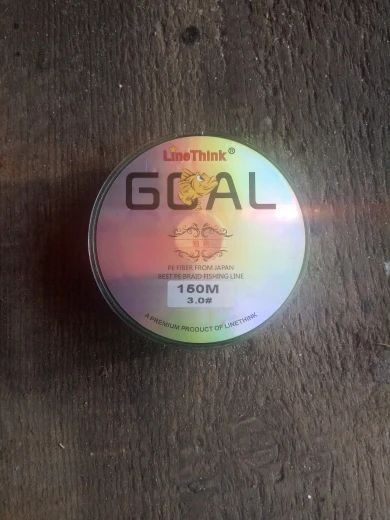 LineThink®
GOAL
PE FIBER FROM JAPAN
BEST PE BRAID FISHING LINE
150M
3.0#
A PREMIUM PRODUCT OF LINETHINK